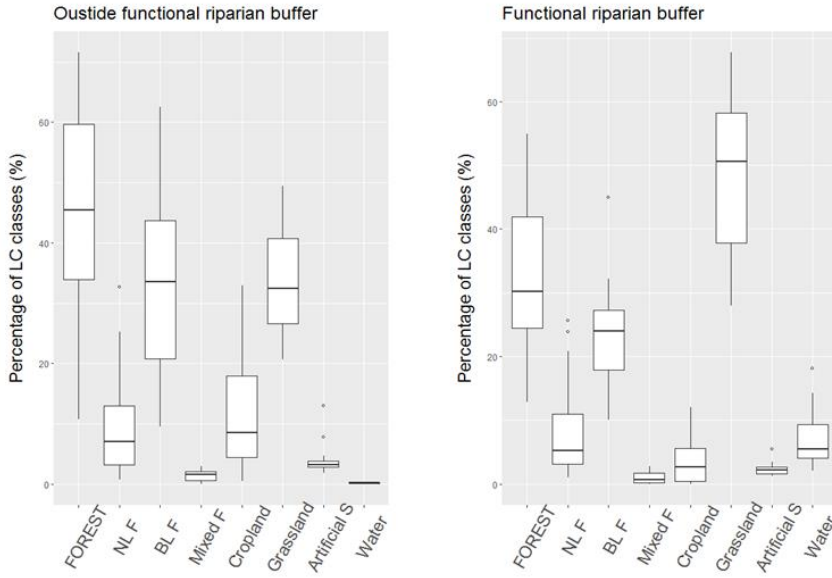 Oustide functional riparian buffer
Percentage of LC classes (%)
60
40
20
0
FOREST
NL F
BL F
Mixed F
Cropland
Grassland
Artificial S
Water
Functional riparian buffer
Percentage of LC classes (%)
60
40
20
0
FOREST
NL F
BL F
Mixed F
Cropland
Grassland
Artificial S
Water